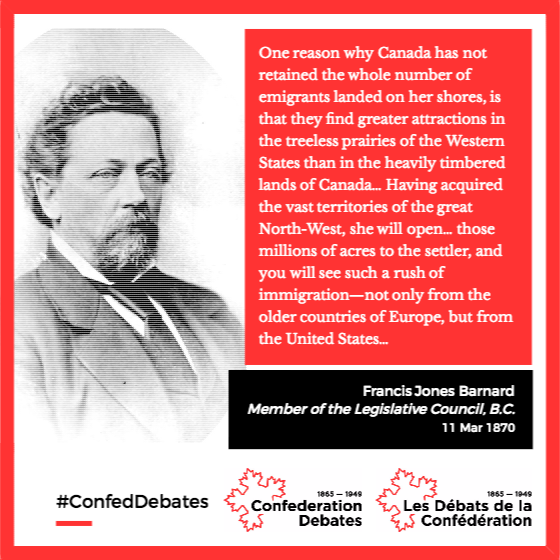 One reason why Canada has not
retained the whole number of
emigrants landed on her shores, is
that they find greater attractions in
the treeless prairies of the Western
States than in the heavily timbered
lands of Canada... Having acquired
the vast territories of the great
North-West, she will open... those
millions of acres to the settler, and
you will see such a rush of
immigration—not only from the
older countries of Europe, but from
the United States...
Francis Jones Barnard
Member of the Legislative Council, B.C.
11 Mar 1870
#ConfedDebates
1865 — 1949
Confederation
Debates
1865 — 1949
Les Débats de la
Confédération